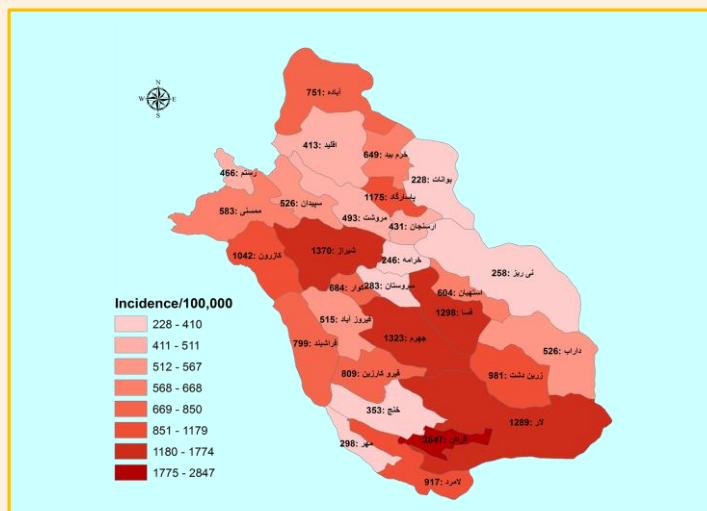 N
W E
S
آباده :751
اقلید :413
خرم بید :649
بوانات :228
رستم :466
پاسارگاد :1175
سپیدان :526
ممسنی :583
مرودشت :493
ارسنجان :431
شیراز :1370
خرامه :246
کازرون :1042
نی ریز :258
سروستان :283
کوار :684
استهبان :604
فسا :1298
فیروز آباد :515
جهرم :1323
فراشبند :799
داراب :526
زرین دشت :981
قیرو کارزین :809
خنج :353
لار :1289
گراش :2847
مهر :298
لامرد :917
Incidence/100,000
228 - 410
411 - 511
512 - 567
568 - 668
669 - 850
851 - 1179
1180 - 1774
1775 - 2847